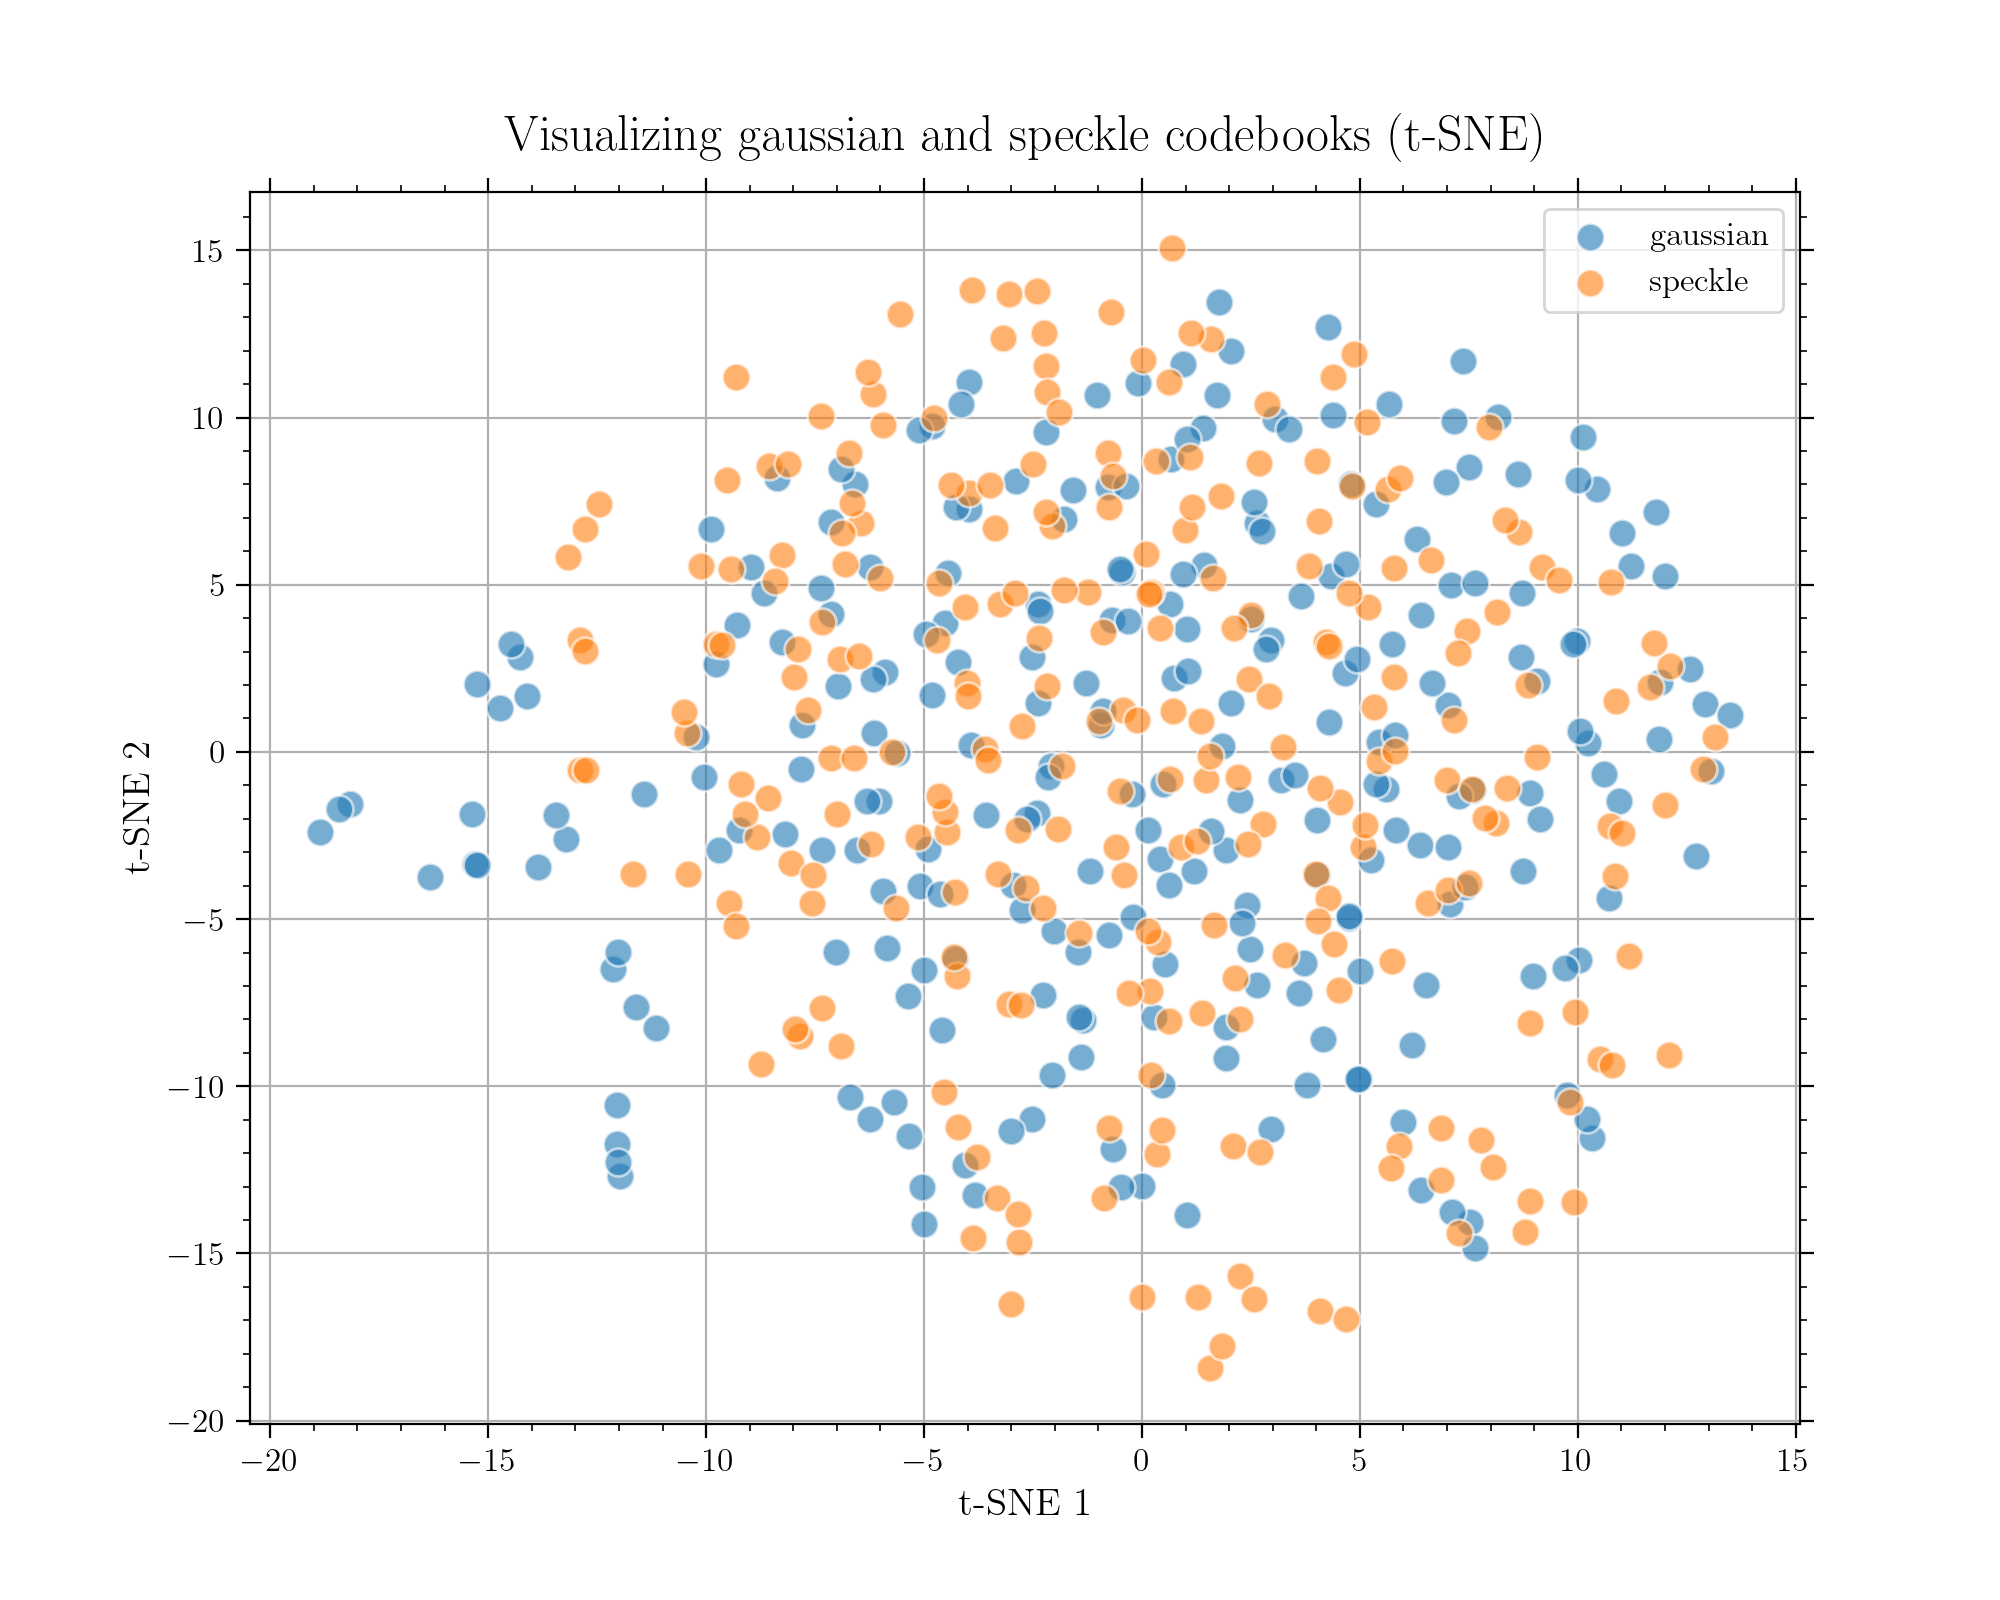 Visualizing gaussian and speckle codebooks (t-SNE)
gaussian
speckle
15
10
5
0
−5
−10
−15
−20
t-SNE 2
−20 −15 −10 −5 0 5 10 15
t-SNE 1